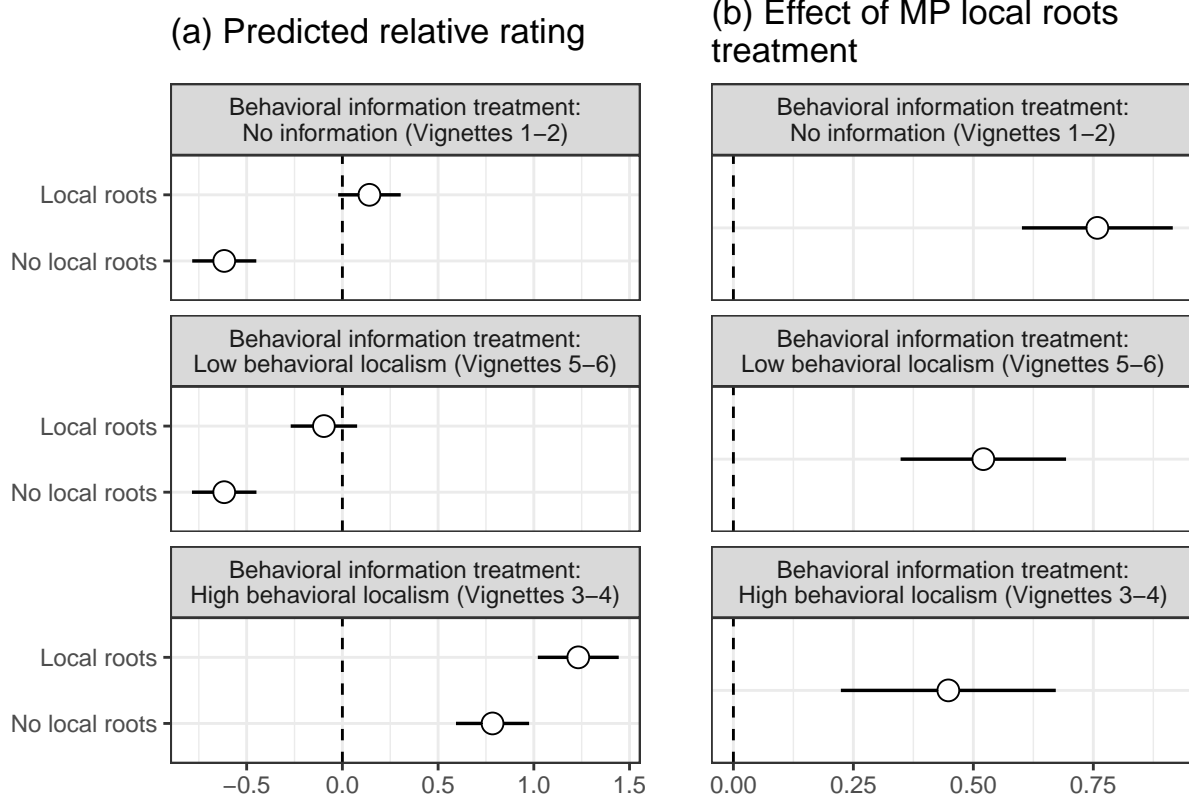 (a) Predicted relative rating
Behavioral information treatment:
No information (Vignettes 1−2)
Local roots
No local roots
Behavioral information treatment:
Low behavioral localism (Vignettes 5−6)
Local roots
No local roots
Behavioral information treatment:
High behavioral localism (Vignettes 3−4)
Local roots
No local roots
−0.5 0.0 0.5 1.0 1.5
(b) Effect of MP local roots
treatment
Behavioral information treatment:
No information (Vignettes 1−2)
Behavioral information treatment:
Low behavioral localism (Vignettes 5−6)
Behavioral information treatment:
High behavioral localism (Vignettes 3−4)
0.00 0.25 0.50 0.75